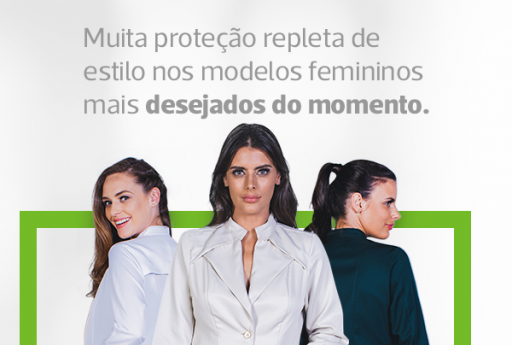 Muita proteção repleta de
estilo nos modelos femininos
mais desejados do momento.